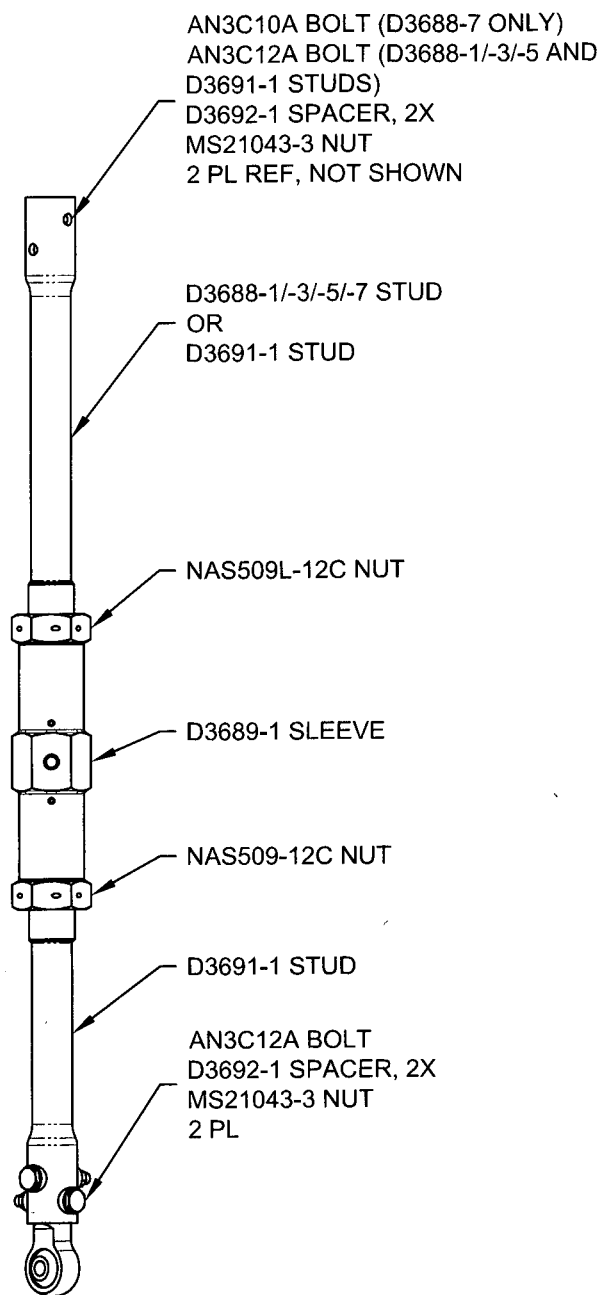 AN3C10A BOLT (D3688-7 ONLY)
AN3C12A BOLT (D3688-1/-3/-5 AND
D3691-1 STUDS)
D3692-1 SPACER, 2X
MS21043-3 NUT
2 PL REF, NOT SHOWN
D3688-1/-3/-5/-7 STUD
OR
D3691-1 STUD
NAS509L-12C NUT
D3689-1 SLEEVE
NAS509-12C NUT
D3691-1 STUD
AN3C12A BOLT
D3692-1 SPACER, 2X
MS21043-3 NUT
2 PL